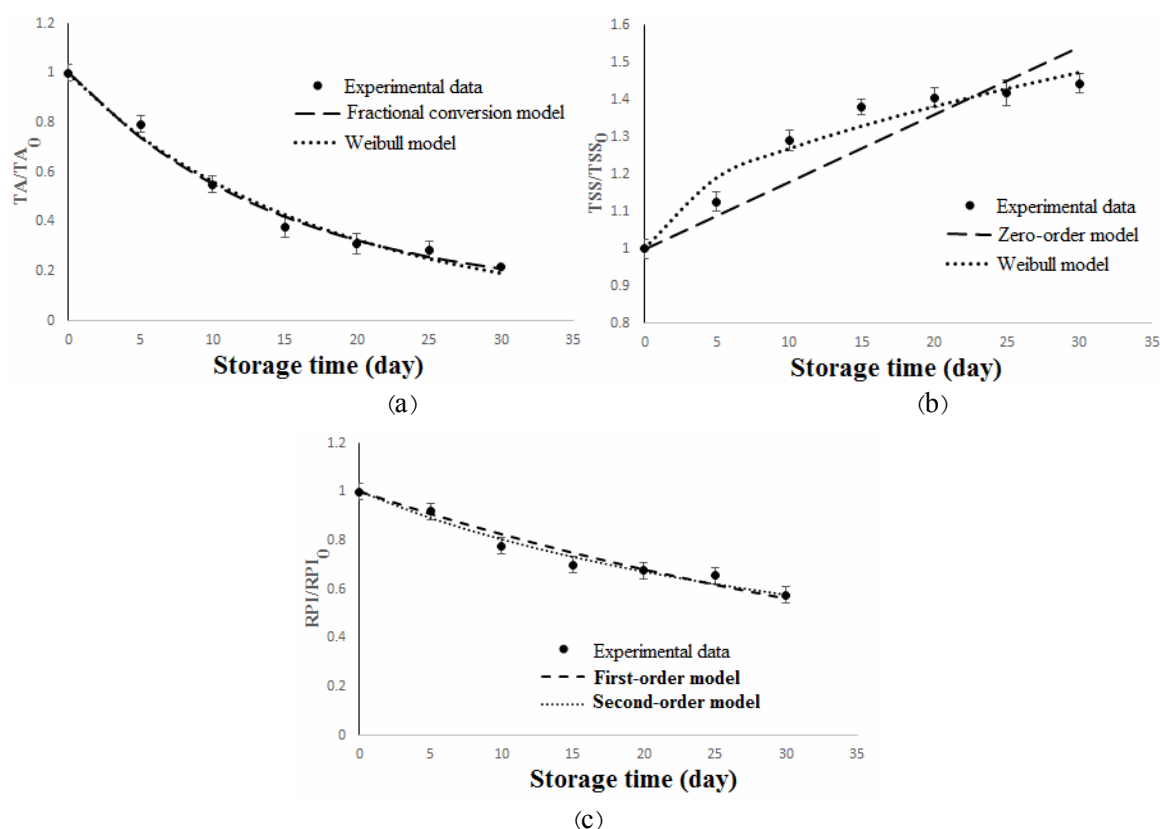 1.2
1
0.8
0.6
0.4
0.2
0
TA/TA0
Experimental data
Fractional conversion model
Weibull model
0 5 10 15 20 25 30 35
Storage time (day)
(a)
1.6
1.5
1.4
1.3
1.2
1.1
1
0.9
0.8
TSS/TSS0
Experimental data
Zero-order model
Weibull model
0 5 10 15 20 25 30 35
Storage time (day)
(b)
1.2
1
0.8
0.6
0.4
0.2
0
RPI/RPI0
Experimental data
First-order model
Second-order model
0 5 10 15 20 25 30 35
Storage time (day)
(c)